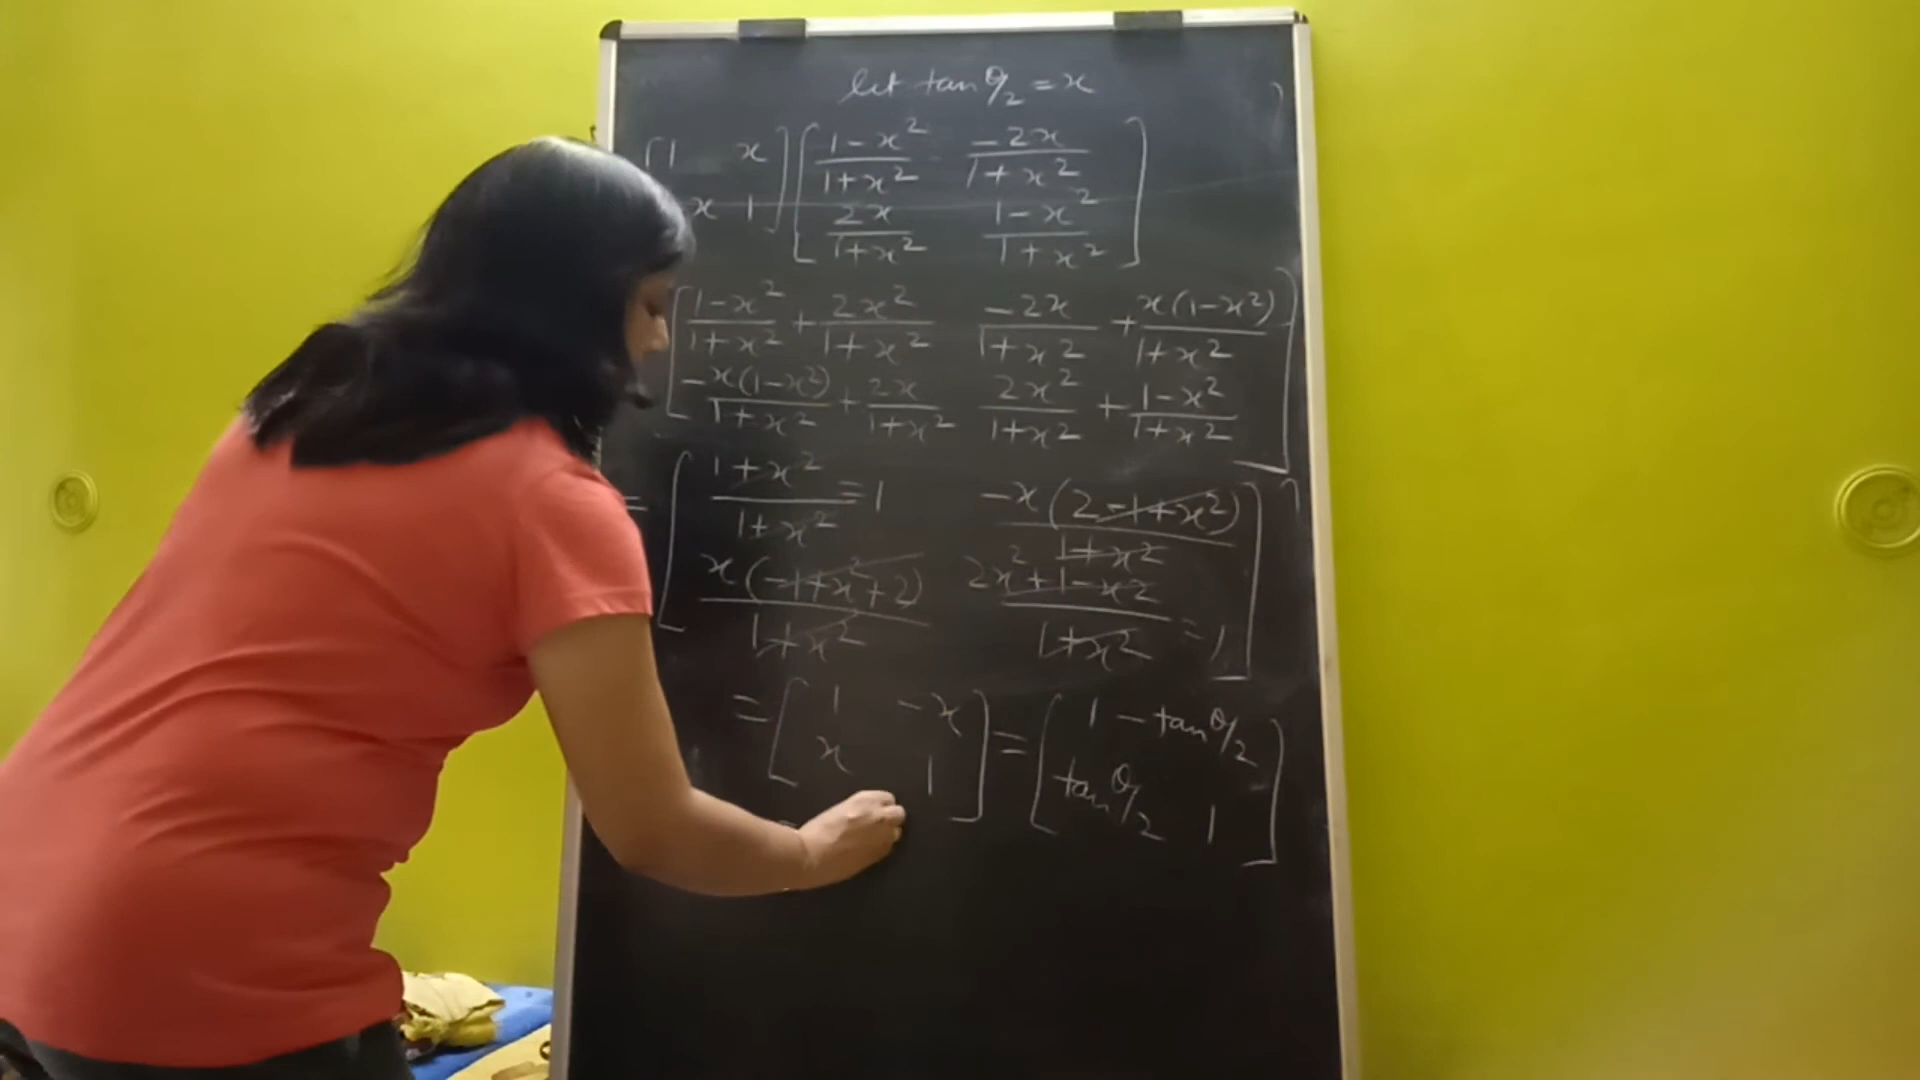 let tan θ/2 = x
[1 x] [1-x²/1+x² -2x/1+x²]
[x 1] [2x/1+x² 1-x²/1+x²]
[1-x²/1+x² + 2x²/1+x² -2x/1+x² + x(1-x²)/1+x²]
[-x(1-x²)/1+x² + 2x/1+x² 2x²/1+x² + 1-x²/1+x²]
= [1+x²/1+x² = 1 -x(2-1+x²)/1+x²]
[x(-1+x²+2)/1+x² 2x²+1-x²/1+x² = 1]
= [1 -x] = [1 -tan θ/2]
[x 1] [tan θ/2 1]